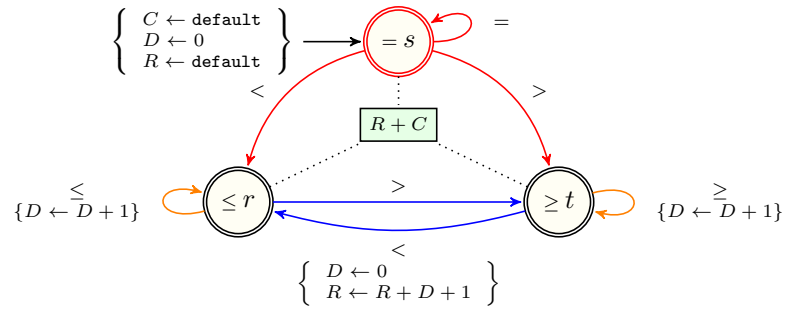 C ← default
D ← 0
R ← default
= s
=
<
>
R + C
≤
{D ← D + 1}
≤ r
>
≥ t
≥
{D ← D + 1}
<
D ← 0
R ← R + D + 1